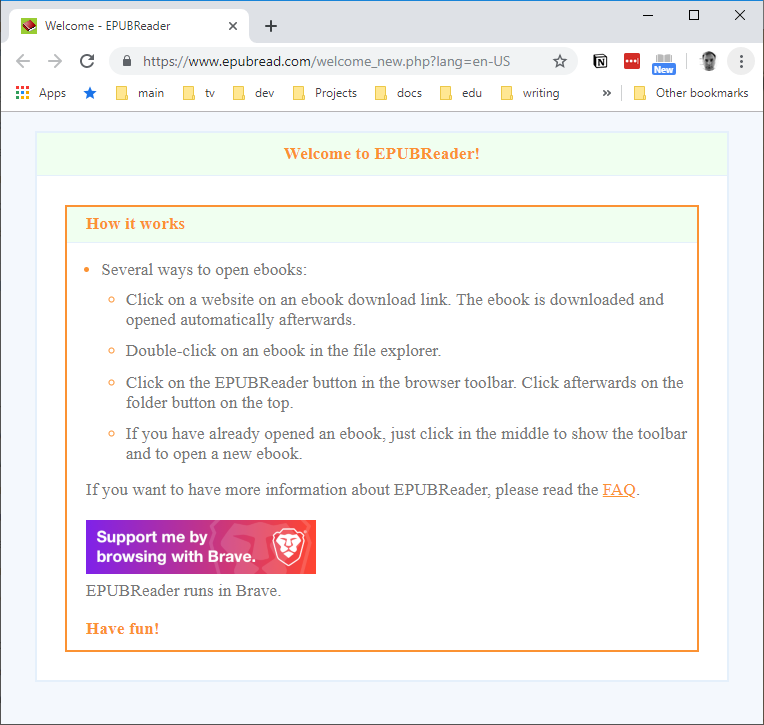 Welcome - EPUBReader
https://www.epubread.com/welcome_new.php?lang=en-US
New
Apps main tv dev Projects docs edu writing » Other bookmarks
Welcome to EPUBReader!
How it works
Several ways to open ebooks:
Click on a website on an ebook download link. The ebook is downloaded and
opened automatically afterwards.
Double-click on an ebook in the file explorer.
Click on the EPUBReader button in the browser toolbar. Click afterwards on the
folder button on the top.
If you have already opened an ebook, just click in the middle to show the toolbar
and to open a new ebook.
If you want to have more information about EPUBReader, please read the FAQ.
Support me by
browsing with Brave.
EPUBReader runs in Brave.
Have fun!